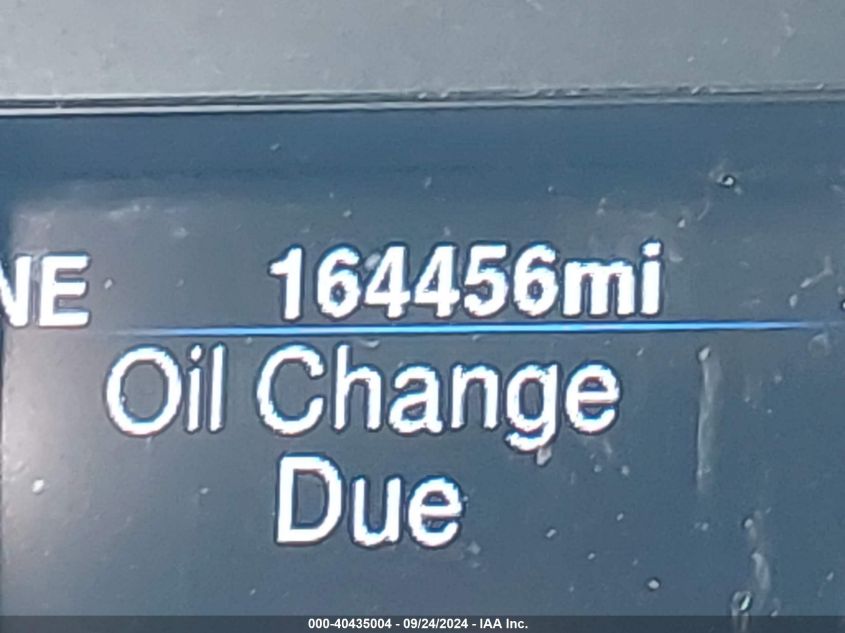 NE 164456mi
Oil Change
Due
000-40435004 - 09/24/2024 - IAA Inc.